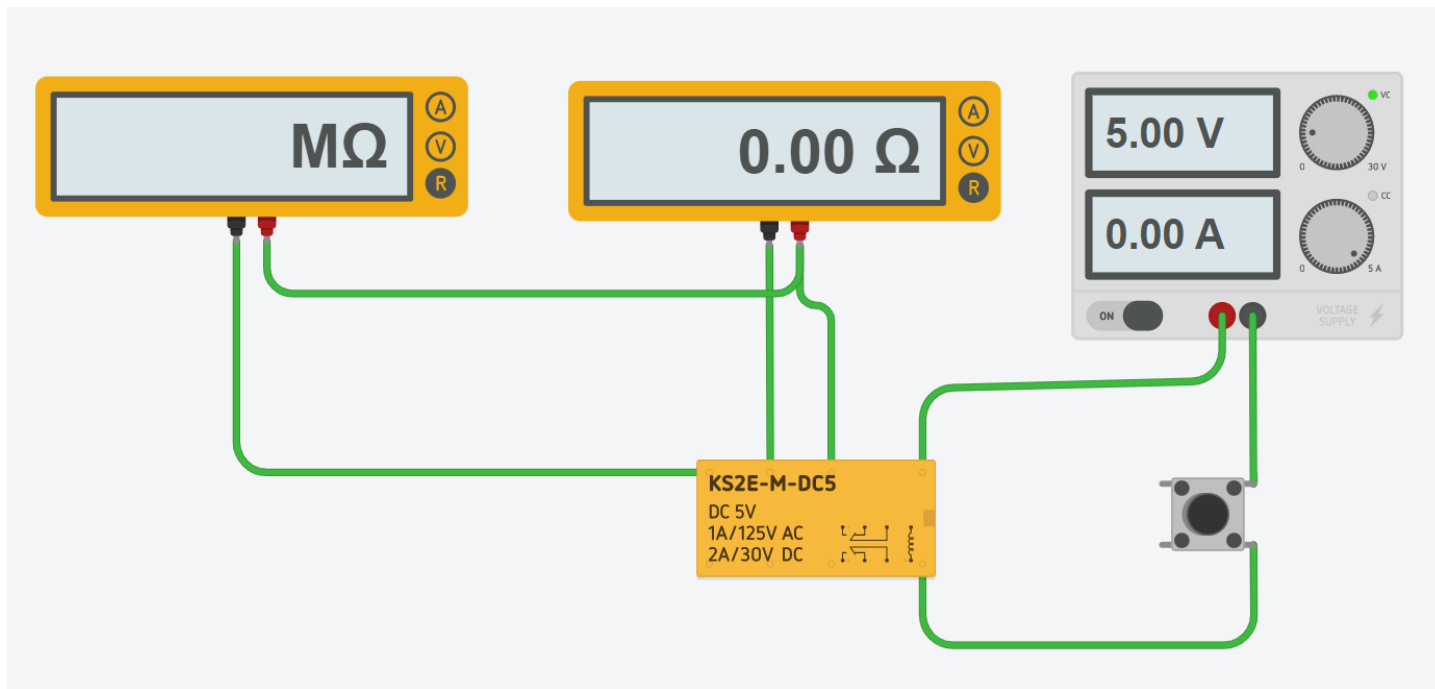 MΩ
A
V
R
0.00 Ω
A
V
R
5.00 V
VC
0
30 V
0.00 A
CC
0
5 A
ON
VOLTAGE
SUPPLY
KS2E-M-DC5
DC 5V
1A/125V AC
2A/30V DC